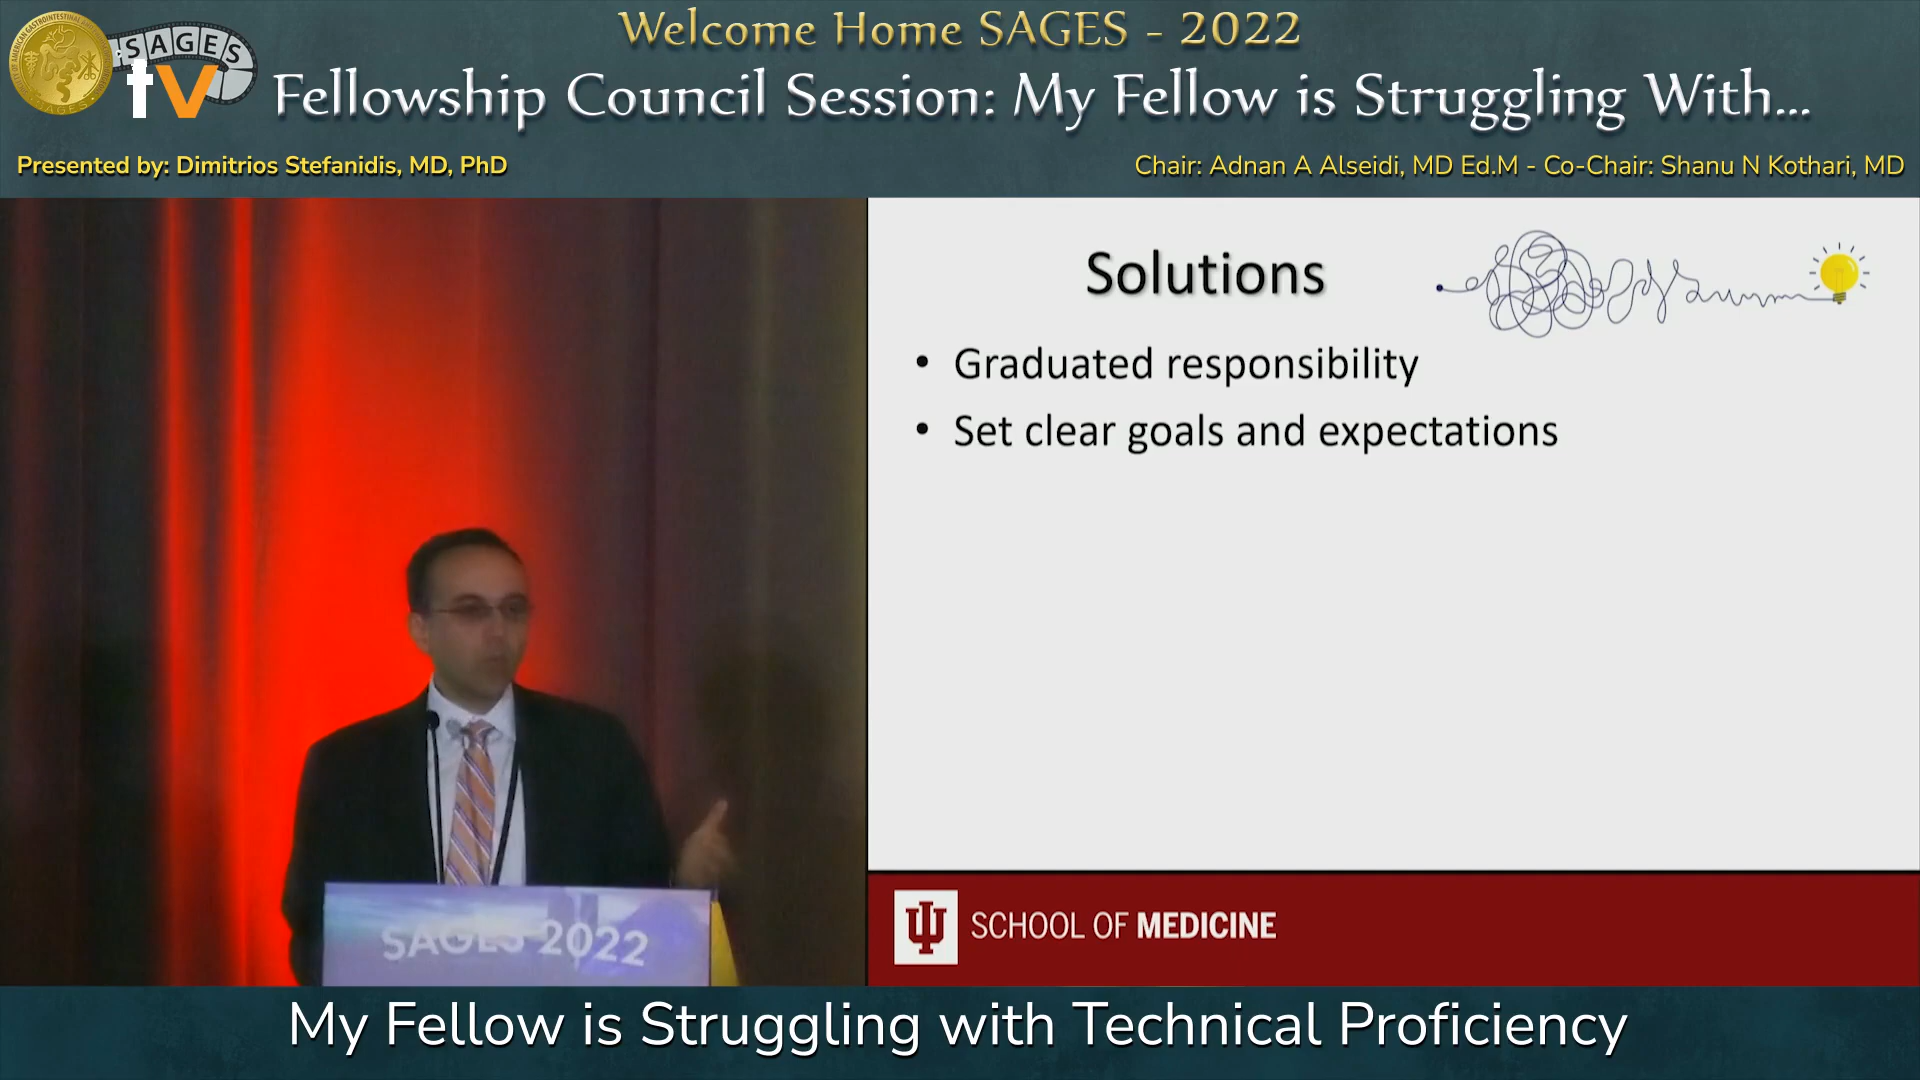 Welcome Home SAGES - 2022
SAGES
tv
Fellowship Council Session: My Fellow is Struggling With...
Presented by: Dimitrios Stefanidis, MD, PhD
Chair: Adnan A Alseidi, MD Ed.M - Co-Chair: Shanu N Kothari, MD
Solutions
• Graduated responsibility
• Set clear goals and expectations
SAGES 2022
SCHOOL OF MEDICINE
My Fellow is Struggling with Technical Proficiency